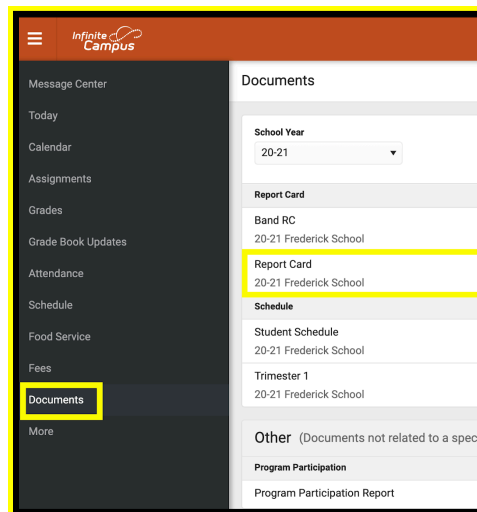 Infinite
Campus
Message Center
Today
Calendar
Assignments
Grades
Grade Book Updates
Attendance
Schedule
Food Service
Fees
Documents
More
Documents
School Year
20-21
Report Card
Band RC
20-21 Frederick School
Report Card
20-21 Frederick School
Schedule
Student Schedule
20-21 Frederick School
Trimester 1
20-21 Frederick School
Other (Documents not related to a spec
Program Participation
Program Participation Report